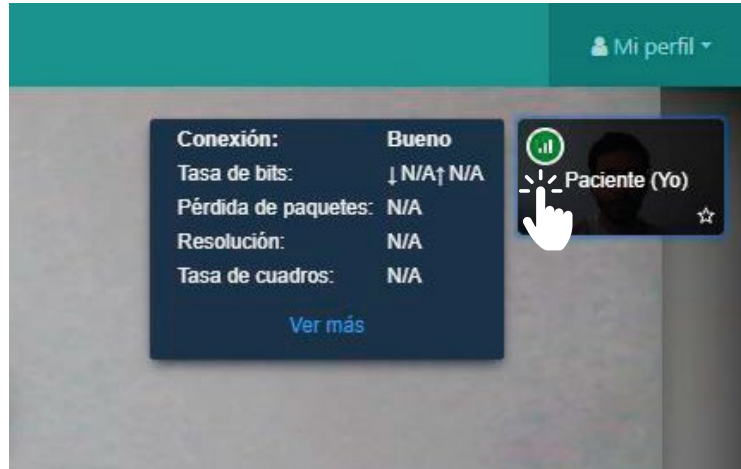 Mi perfil
Conexión: Bueno
Tasa de bits: ↓N/A↑N/A
Pérdida de paquetes: N/A
Resolución: N/A
Tasa de cuadros: N/A
Ver más
Paciente (Yo)